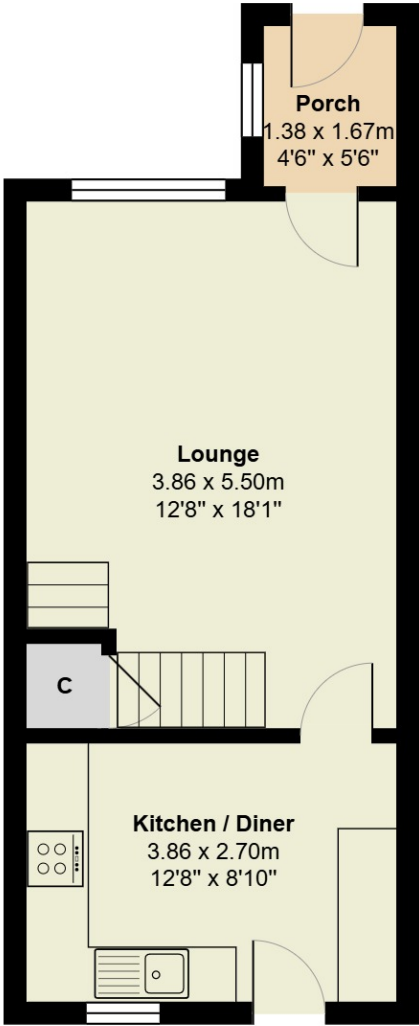 Porch
1.38 x 1.67m
4'6" x 5'6"
Lounge
3.86 x 5.50m
12'8" x 18'1"
C
Kitchen / Diner
3.86 x 2.70m
12'8" x 8'10"